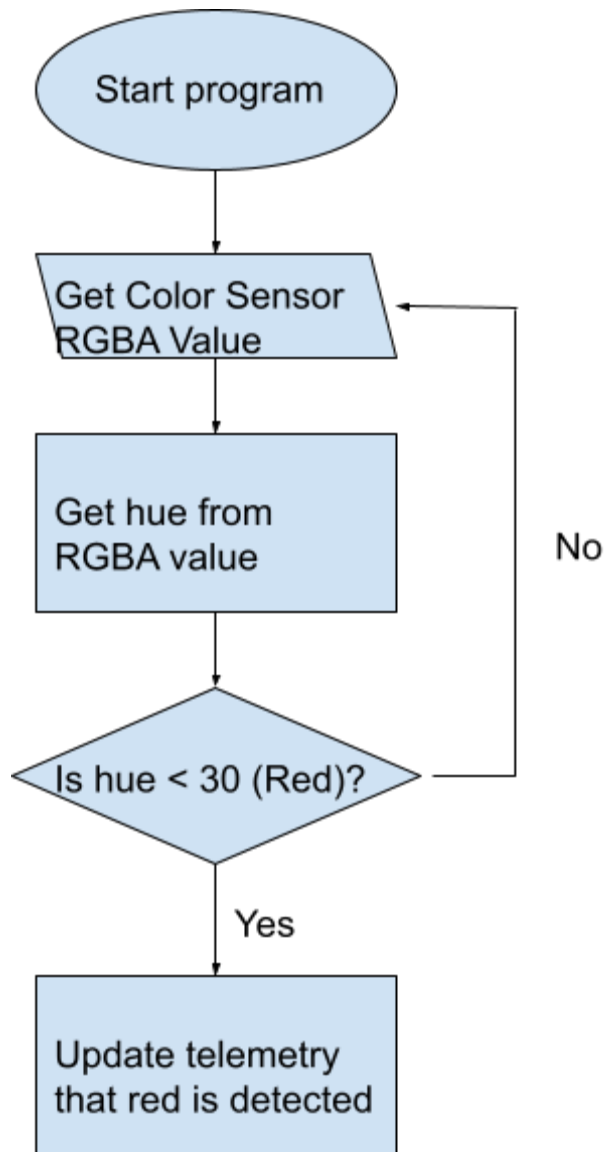 Start program
Get Color Sensor
RGBA Value
Get hue from
RGBA value
No
Is hue < 30 (Red)?
Yes
Update telemetry
that red is detected